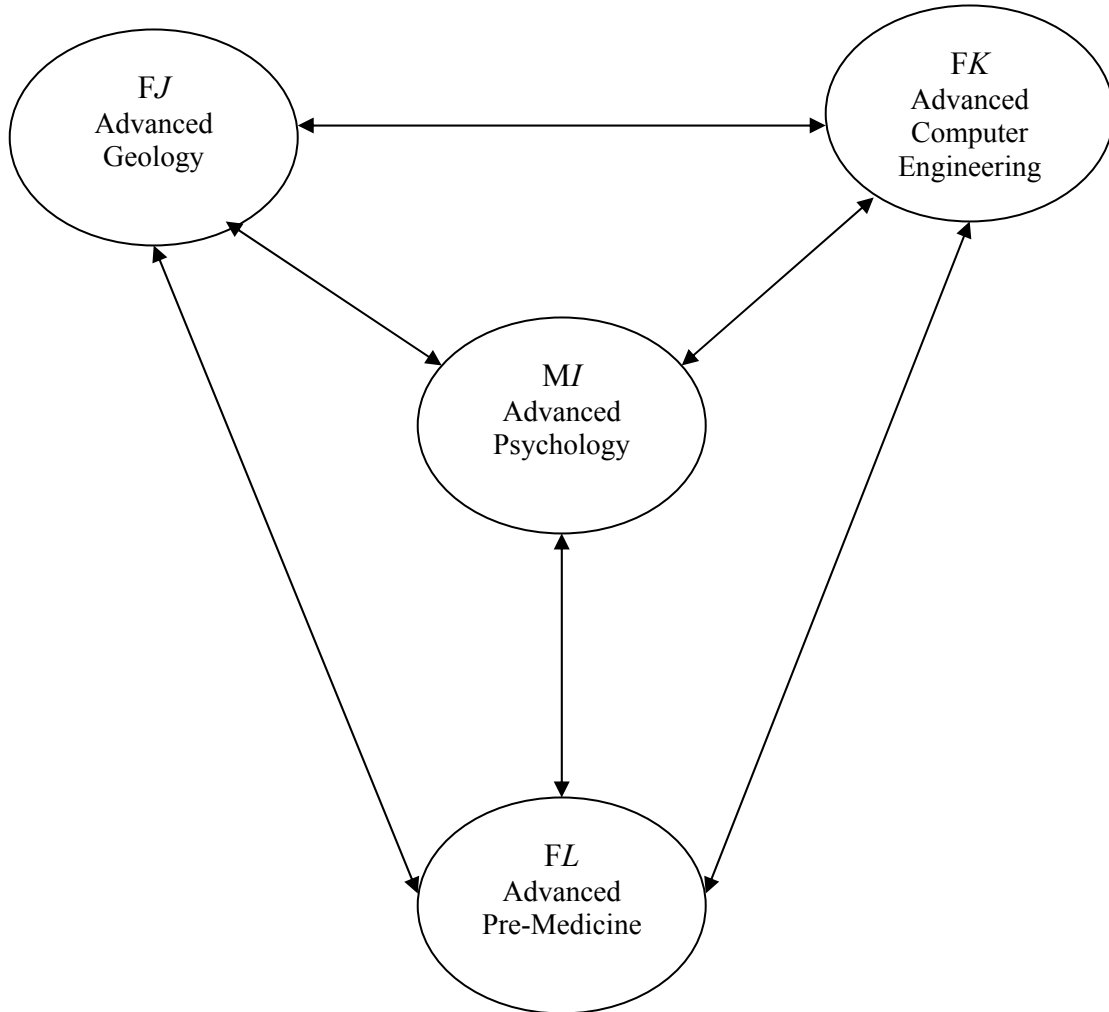 FJ
Advanced
Geology
FK
Advanced
Computer
Engineering
MI
Advanced
Psychology
FL
Advanced
Pre-Medicine